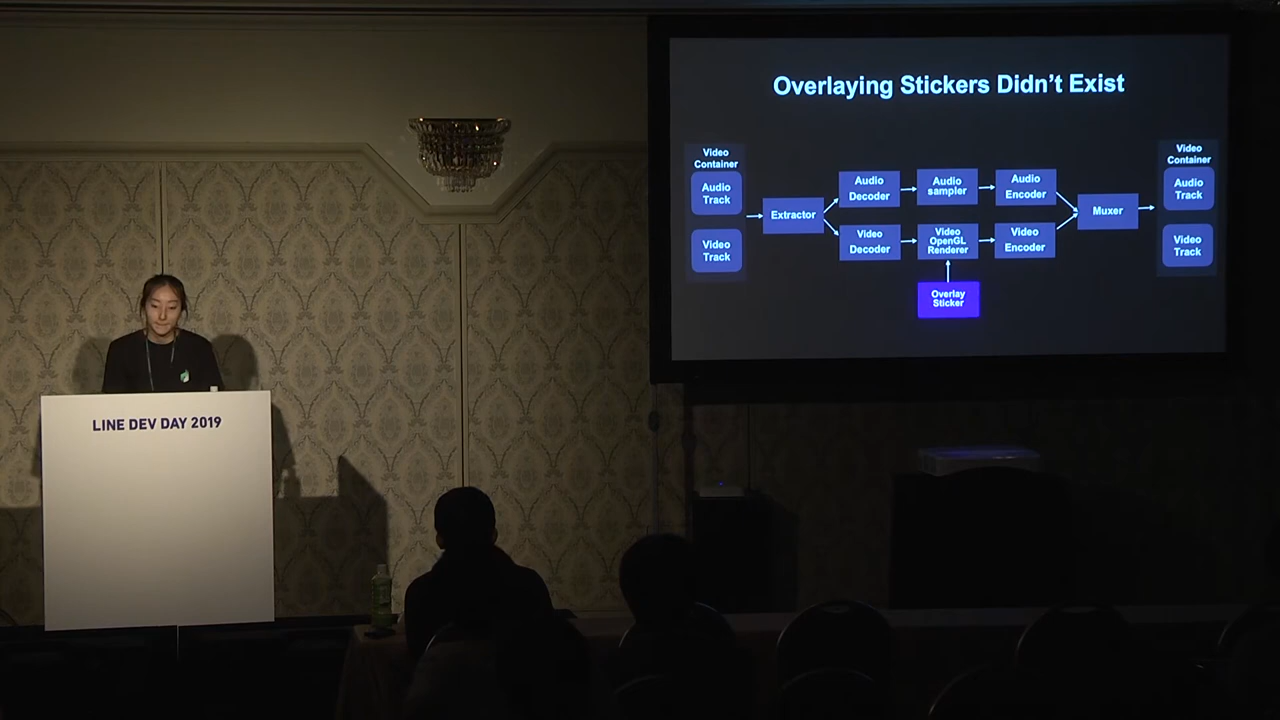 Overlaying Stickers Didn't Exist
Video
Container
Audio
Track
Video
Track
Extractor
Audio
Decoder
Audio
sampler
Audio
Encoder
Video
Decoder
Video
OpenGL
Renderer
Video
Encoder
Overlay
Sticker
Muxer
Video
Container
Audio
Track
Video
Track
LINE DEV DAY 2019